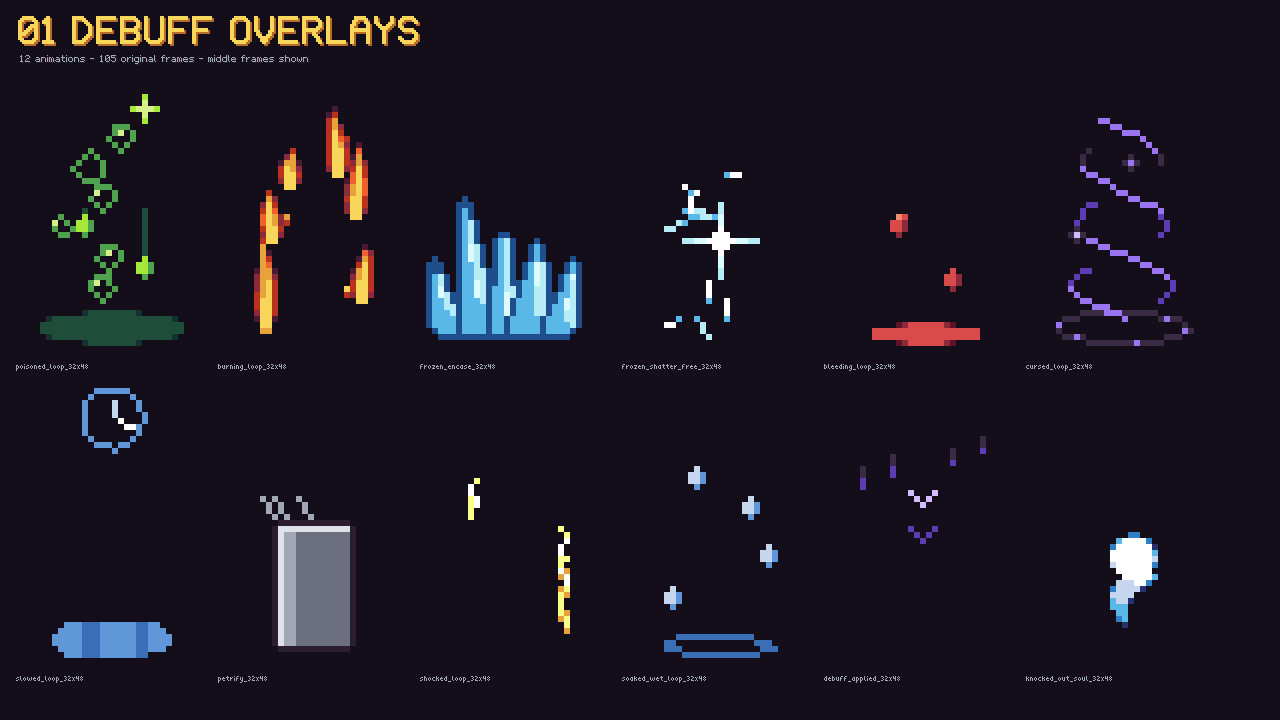 01 DEBUFF OVERLAYS
12 animations - 105 original frames - middle frames shown
poisoned_loop_32x48
burning_loop_32x48
frozen_encase_32x48
frozen_shatter_free_32x48
bleeding_loop_32x48
cursed_loop_32x48
slowed_loop_32x48
petrify_32x48
shocked_loop_32x48
soaked_wet_loop_32x48
debuff_applied_32x48
knocked_out_soul_32x48